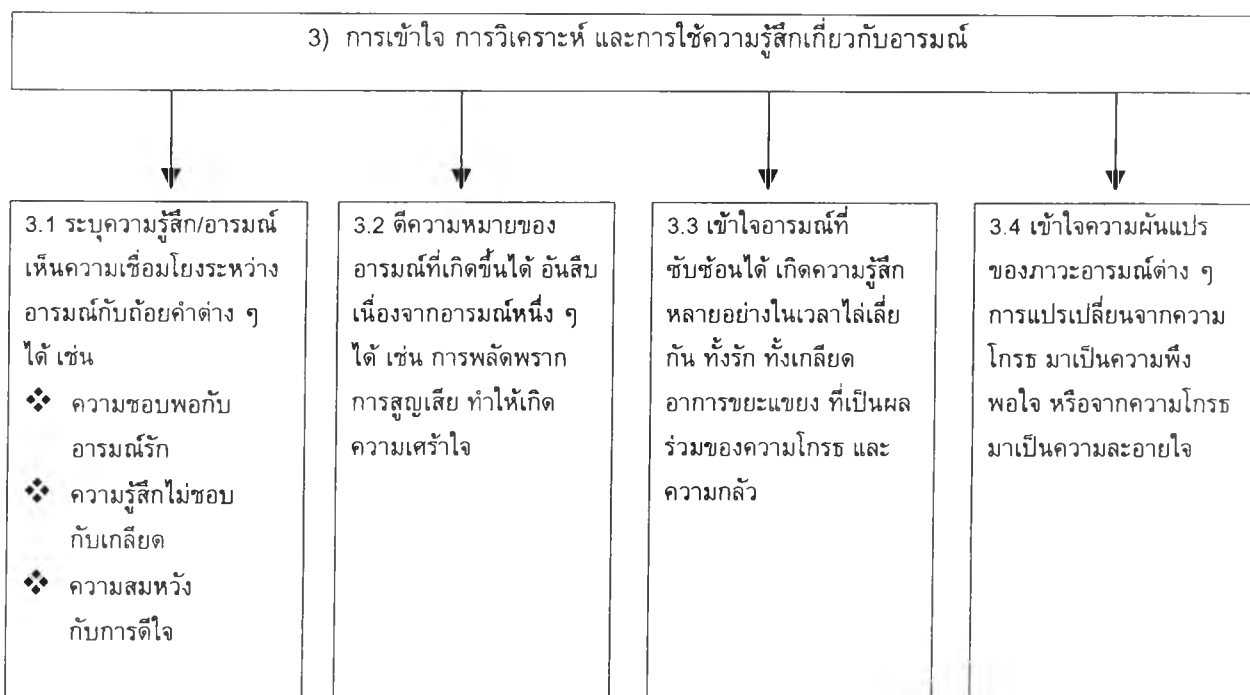 3) การเข้าใจ การวิเคราะห์ และการใช้ความรู้สึกเกี่ยวกับอารมณ์
3.1 ระบุความรู้สึก/อารมณ์
เห็นความเชื่อมโยงระหว่าง
อารมณ์กับถ้อยคำต่าง ๆ
ได้ เช่น
❖ ความชอบพอกับ
อารมณ์รัก
❖ ความรู้สึกไม่ชอบ
กับเกลียด
❖ ความสมหวัง
กับการดีใจ
3.2 ตีความหมายของ
อารมณ์ที่เกิดขึ้นได้ อันสืบ
เนื่องจากอารมณ์หนึ่ง ๆ
ได้ เช่น การพลัดพราก
การสูญเสีย ทำให้เกิด
ความเศร้าใจ
3.3 เข้าใจอารมณ์ที่
ซับซ้อนได้ เกิดความรู้สึก
หลายอย่างในเวลาไล่เลี่ย
กัน ทั้งรัก ทั้งเกลียด
อาการขยะแขยง ที่เป็นผล
ร่วมของความโกรธ และ
ความกลัว
3.4 เข้าใจความผันแปร
ของภาวะอารมณ์ต่าง ๆ
การแปรเปลี่ยนจากความ
โกรธ มาเป็นความพึง
พอใจ หรือจากความโกรธ
มาเป็นความละอายใจ